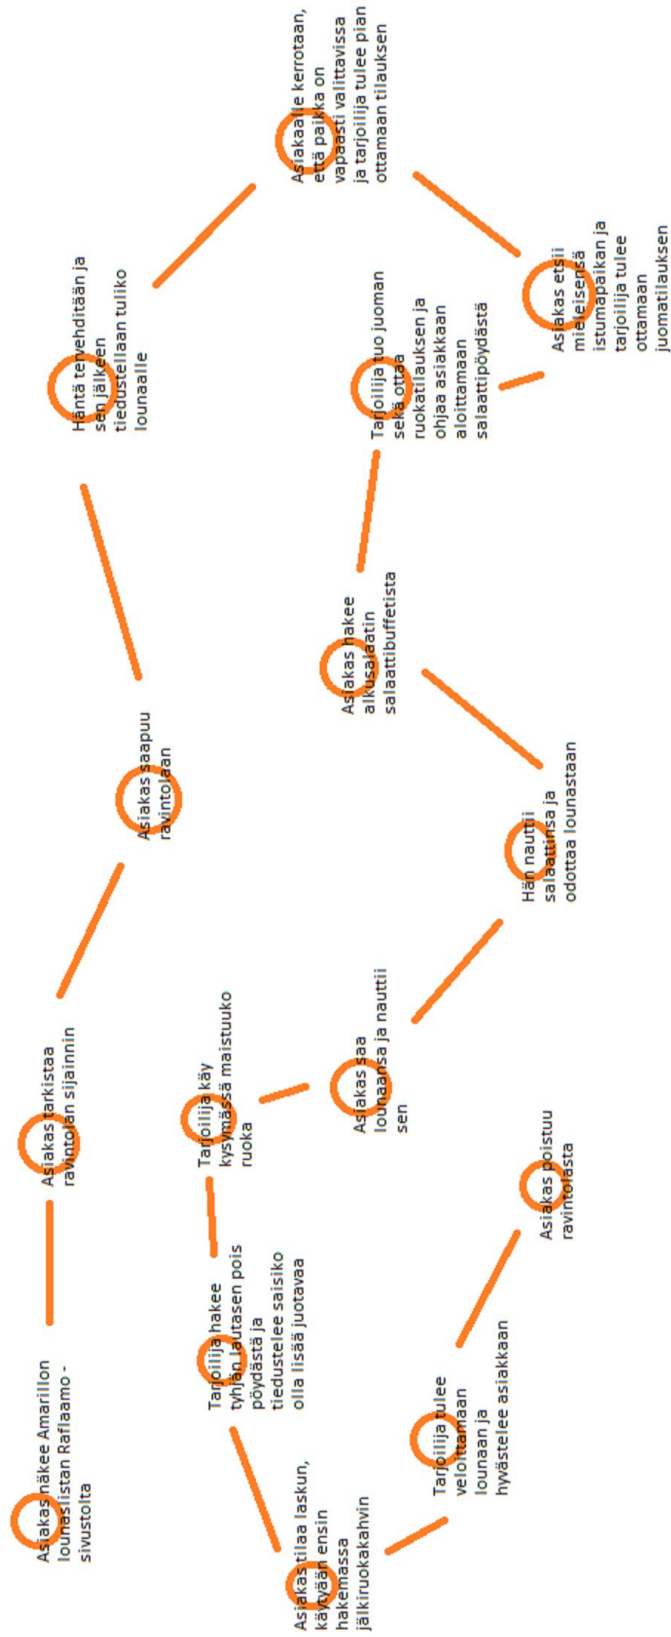 Asiakas näkee Amarillon
lounaslistan Raflaamo -
sivustolta
Asiakas tarkistaa
ravintolan sijainnin
Asiakas saapuu
ravintolaan
Häntä tervehditään ja
sen jälkeen
tiedustellaan tuliko
lounaalle
Asiakaalle kerrotaan,
että paikka on
vapaasti valittavissa
ja tarjoilija tulee pian
ottamaan tilauksen
Asiakas etsii
mieleisensä
istumapaikan ja
tarjoilija tulee
ottamaan
juomatilauksen
Tarjoilija tuo juoman
sekä ottaa
ruokatilauksen ja
ohjaa asiakkaan
aloittamaan
salaattipöydästä
Asiakas hakee
alkusalaatin
salaattibuffetista
Hän nauttii
salaattinsa ja
odottaa lounastaan
Asiakas saa
lounaansa ja nauttii
sen
Tarjoilija käy
kysymässä maistuuko
ruoka
Tarjoilija hakee
tyhjän lautasen pois
pöydästä ja
tiedustelee saisiko
olla lisää juotavaa
Asiakas tilaa laskun,
käytyään ensin
hakemassa
jälkiruokakahvin
Tarjoilija tulee
veloittamaan
lounaan ja
hyvästelee asiakkaan
Asiakas poistuu
ravintolasta